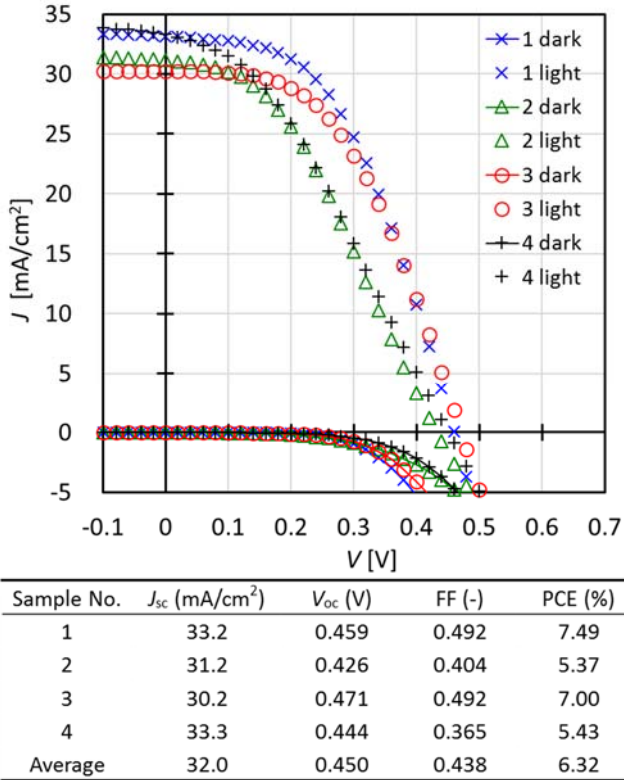 35
30
25
20
15
10
5
0
-5
J [mA/cm²]
1 dark
1 light
2 dark
2 light
3 dark
3 light
4 dark
4 light
-0.1 0 0.1 0.2 0.3 0.4 0.5 0.6 0.7
V [V]
Sample No. Jsc (mA/cm²) Voc (V) FF (-) PCE (%)
1 33.2 0.459 0.492 7.49
2 31.2 0.426 0.404 5.37
3 30.2 0.471 0.492 7.00
4 33.3 0.444 0.365 5.43
Average 32.0 0.450 0.438 6.32